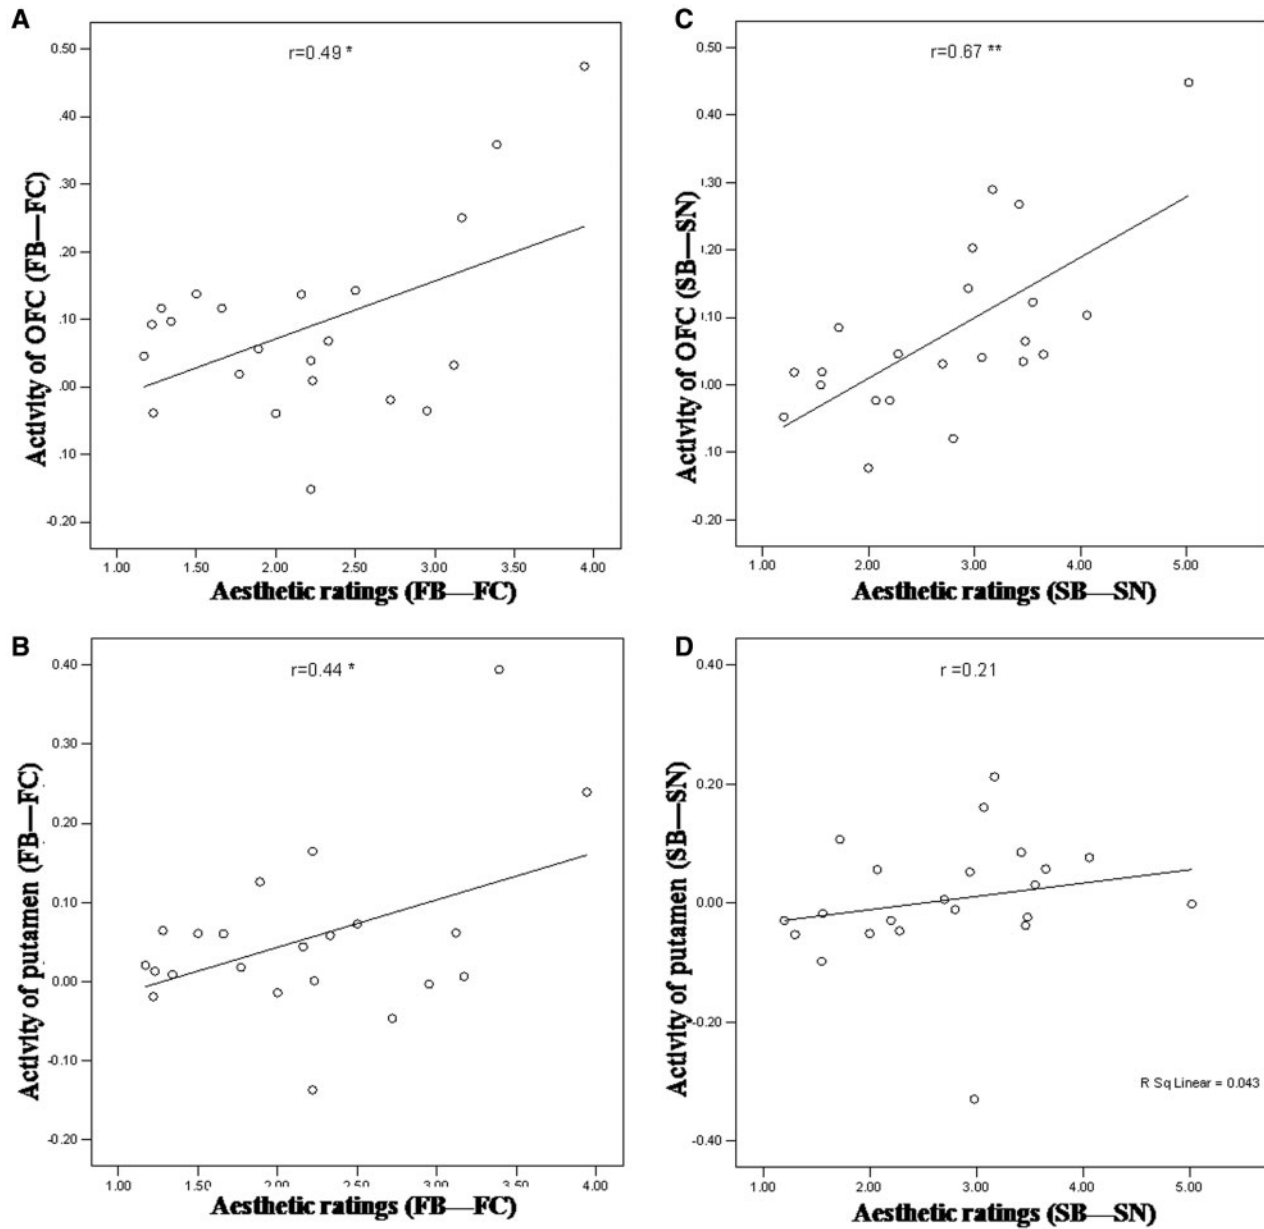 A
r=0.49 *
0.50
.40
.30
.20
.10
.00
.10
-0.20
Activity of OFC (FB—FC)
1.00 1.50 2.00 2.50 3.00 3.50 4.00
Aesthetic ratings (FB—FC)
C
r=0.67 **
0.50
0.40
.30
.20
.10
.00
.10
-0.20
Activity of OFC (SB—SN)
1.00 2.00 3.00 4.00 5.00
Aesthetic ratings (SB—SN)
B
r=0.44 *
0.40
0.30
0.20
0.10
0.00
-0.10
-0.20
Activity of putamen (FB—FC)
1.00 1.50 2.00 2.50 3.00 3.50 4.00
Aesthetic ratings (FB—FC)
D
r =0.21
0.40
0.20
0.00
-0.20
-0.40
Activity of putamen (SB—SN)
R Sq Linear = 0.043
1.00 2.00 3.00 4.00 5.00
Aesthetic ratings (SB—SN)